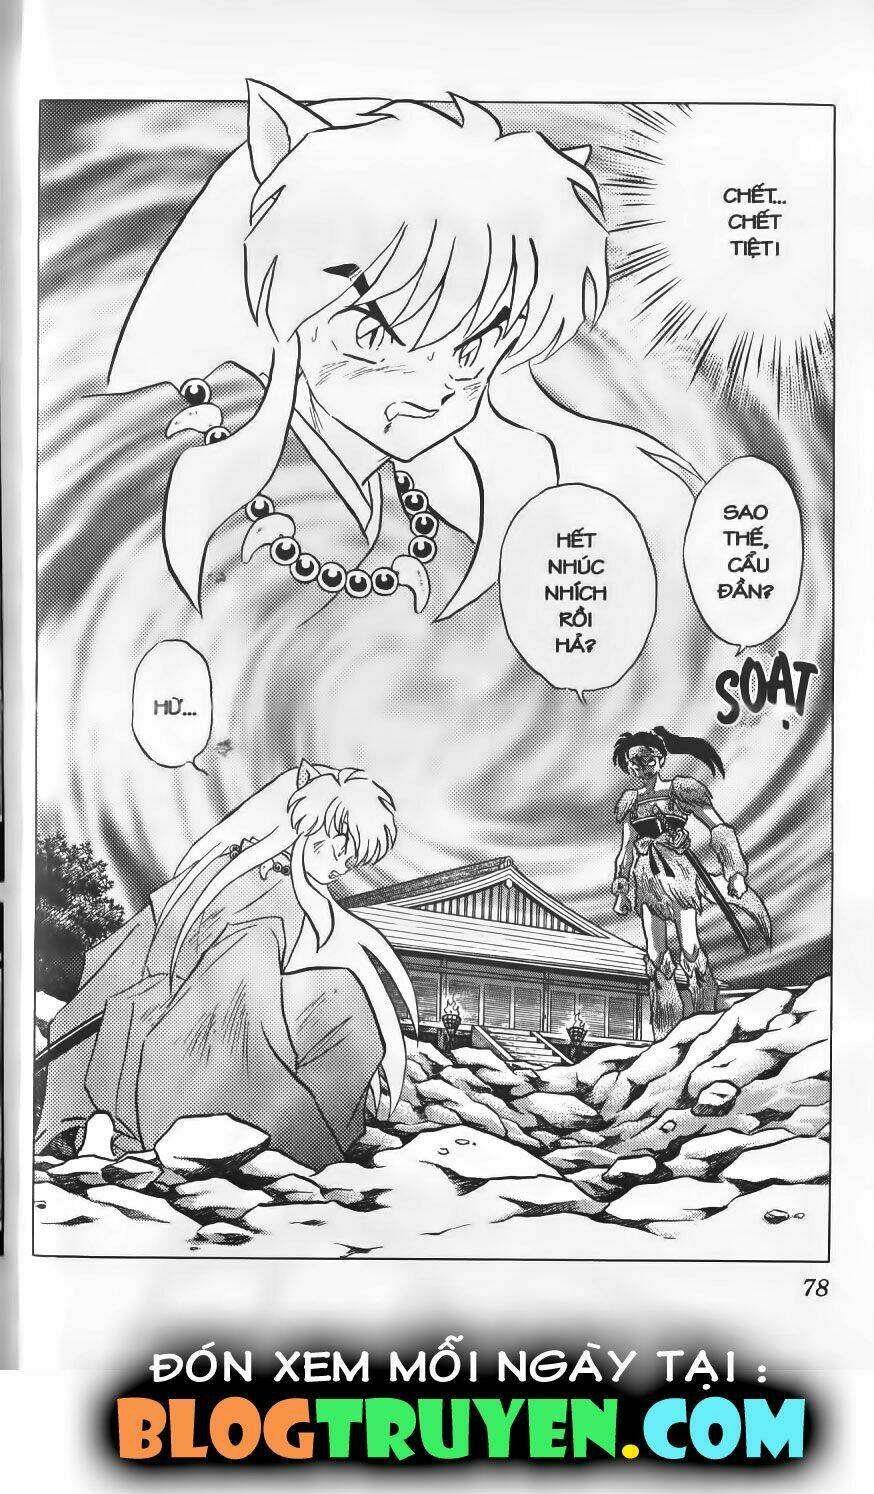 CHẾT...
CHẾT
TIỆT!
SAO
THẾ,
CẨU
ĐẦN?
HẾT
NHÚC
NHÍCH
RỒI
HẢ?
SOẠT
HỪ...
78
ĐÓN XEM MỖI NGÀY TẠI :
BLOGTRUYEN.COM